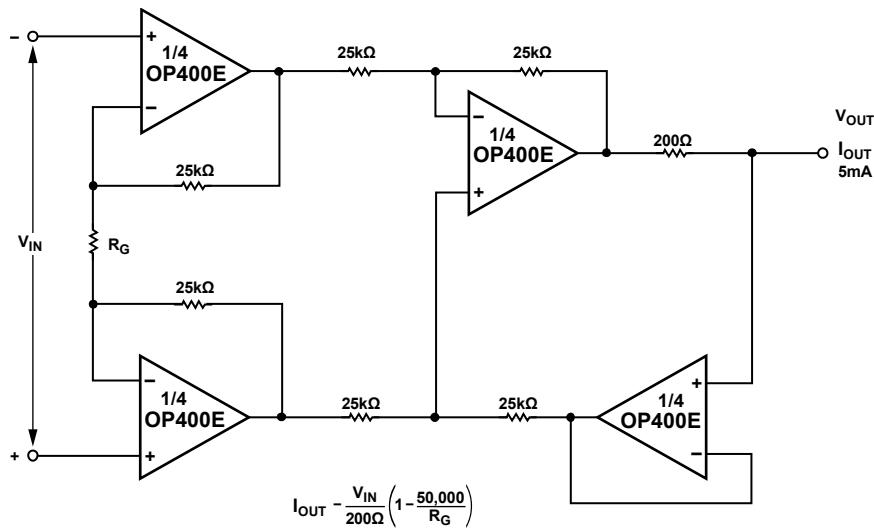 25kΩ
25kΩ
−
+
1/4
OP400E
−
−
1/4
OP400E
+
200Ω
V_OUT
I_OUT
5mA
25kΩ
V_IN
R_G
25kΩ
−
1/4
OP400E
+
25kΩ
25kΩ
+
1/4
OP400E
−
+
I_OUT − V_IN/200Ω (1 − 50,000/R_G)